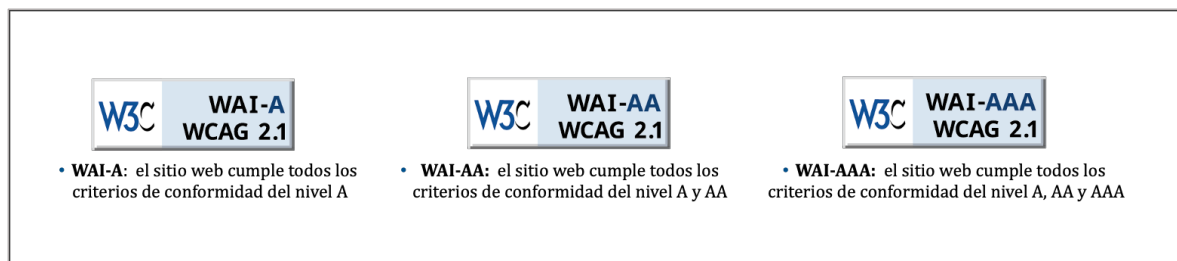 W3C WAI-A
WCAG 2.1
• WAI-A: el sitio web cumple todos los
criterios de conformidad del nivel A
W3C WAI-AA
WCAG 2.1
• WAI-AA: el sitio web cumple todos los
criterios de conformidad del nivel A y AA
W3C WAI-AAA
WCAG 2.1
• WAI-AAA: el sitio web cumple todos los
criterios de conformidad del nivel A, AA y AAA